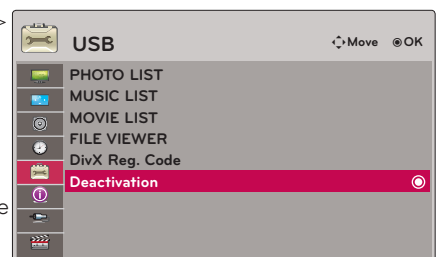 >
USB
Move OK
PHOTO LIST
MUSIC LIST
MOVIE LIST
FILE VIEWER
DivX Reg. Code
Deactivation
e